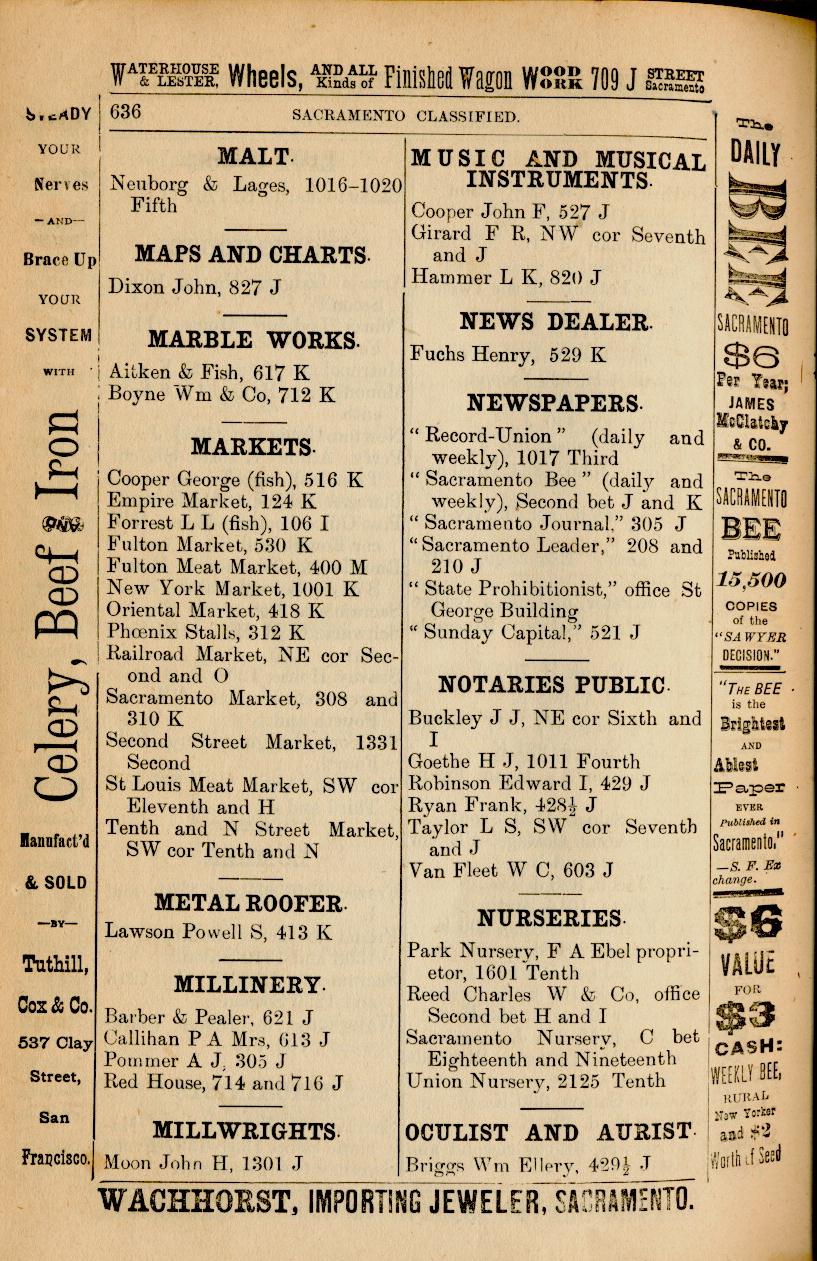 WATERHOUSE & LESTER, Wheels, AND ALL Kinds of Finished Wagon WOOD WORK 709 J STREET Sacramento
636 SACRAMENTO CLASSIFIED.
STEADY
YOUR
Nerves
—AND—
Brace Up
YOUR
SYSTEM
WITH
Celery, Beef AND Iron
Manufact'd
& SOLD
—BY—
Tuthill,
Cox & Co.
537 Clay
Street,
San
Francisco.
MALT.
Neuborg & Lages, 1016-1020
Fifth
MAPS AND CHARTS.
Dixon John, 827 J
MARBLE WORKS.
Aitken & Fish, 617 K
Boyne Wm & Co, 712 K
MARKETS.
Cooper George (fish), 516 K
Empire Market, 124 K
Forrest L L (fish), 106 I
Fulton Market, 530 K
Fulton Meat Market, 400 M
New York Market, 1001 K
Oriental Market, 418 K
Phœnix Stalls, 312 K
Railroad Market, NE cor Sec-
ond and O
Sacramento Market, 308 and
310 K
Second Street Market, 1331
Second
St Louis Meat Market, SW cor
Eleventh and H
Tenth and N Street Market,
SW cor Tenth and N
METAL ROOFER.
Lawson Powell S, 413 K
MILLINERY.
Barber & Pealer, 621 J
Callihan P A Mrs, 613 J
Pommer A J, 305 J
Red House, 714 and 716 J
MILLWRIGHTS.
Moon John H, 1301 J
MUSIC AND MUSICAL
INSTRUMENTS.
Cooper John F, 527 J
Girard F R, NW cor Seventh
and J
Hammer L K, 820 J
NEWS DEALER.
Fuchs Henry, 529 K
NEWSPAPERS.
"Record-Union" (daily and
weekly), 1017 Third
"Sacramento Bee" (daily and
weekly), Second bet J and K
"Sacramento Journal," 305 J
"Sacramento Leader," 208 and
210 J
"State Prohibitionist," office St
George Building
"Sunday Capital," 521 J
NOTARIES PUBLIC.
Buckley J J, NE cor Sixth and
I
Goethe H J, 1011 Fourth
Robinson Edward I, 429 J
Ryan Frank, 428½ J
Taylor L S, SW cor Seventh
and J
Van Fleet W C, 603 J
NURSERIES.
Park Nursery, F A Ebel propri-
etor, 1601 Tenth
Reed Charles W & Co, office
Second bet H and I
Sacramento Nursery, C bet
Eighteenth and Nineteenth
Union Nursery, 2125 Tenth
OCULIST AND AURIST.
Briggs Wm Ellery, 429½ J
The
DAILY
BEE
SACRAMENTO
$6
Per Year;
JAMES
McClatchy
& CO.
The
SACRAMENTO
BEE
Published
15,500
COPIES
of the
"SAWYER
DECISION."
"THE BEE
is the
Brightest
AND
Ablest
Paper
EVER
Published in
Sacramento."
—S. F. Ex
change.
$6
VALUE
FOR
$3
CASH:
WEEKLY BEE,
RURAL
New Yorker
and $2
Worth of Seed
WACHHORST, IMPORTING JEWELER, SACRAMENTO.